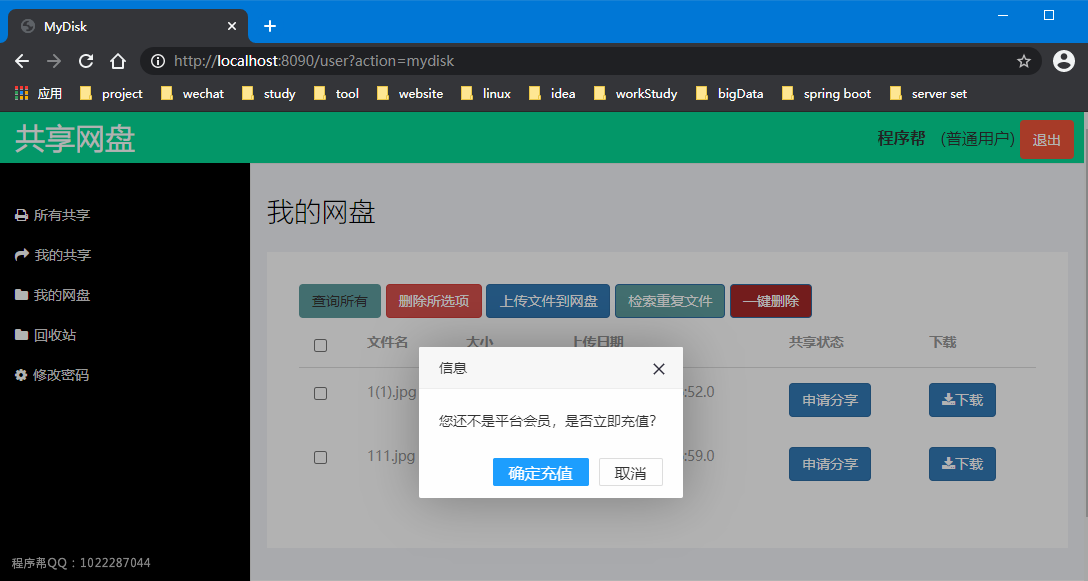 MyDisk
http://localhost:8090/user?action=mydisk
应用 project wechat study tool website linux idea workStudy bigData spring boot server set
共享网盘 程序帮 (普通用户) 退出
所有共享
我的共享
我的网盘
回收站
修改密码
程序帮QQ：1022287044
我的网盘
查询所有 删除所选项 上传文件到网盘 检索重复文件 一键删除
文件名 大小 上传日期 共享状态 下载
1(1).jpg :52.0 申请分享 下载
111.jpg :59.0 申请分享 下载
信息
您还不是平台会员，是否立即充值？
确定充值 取消